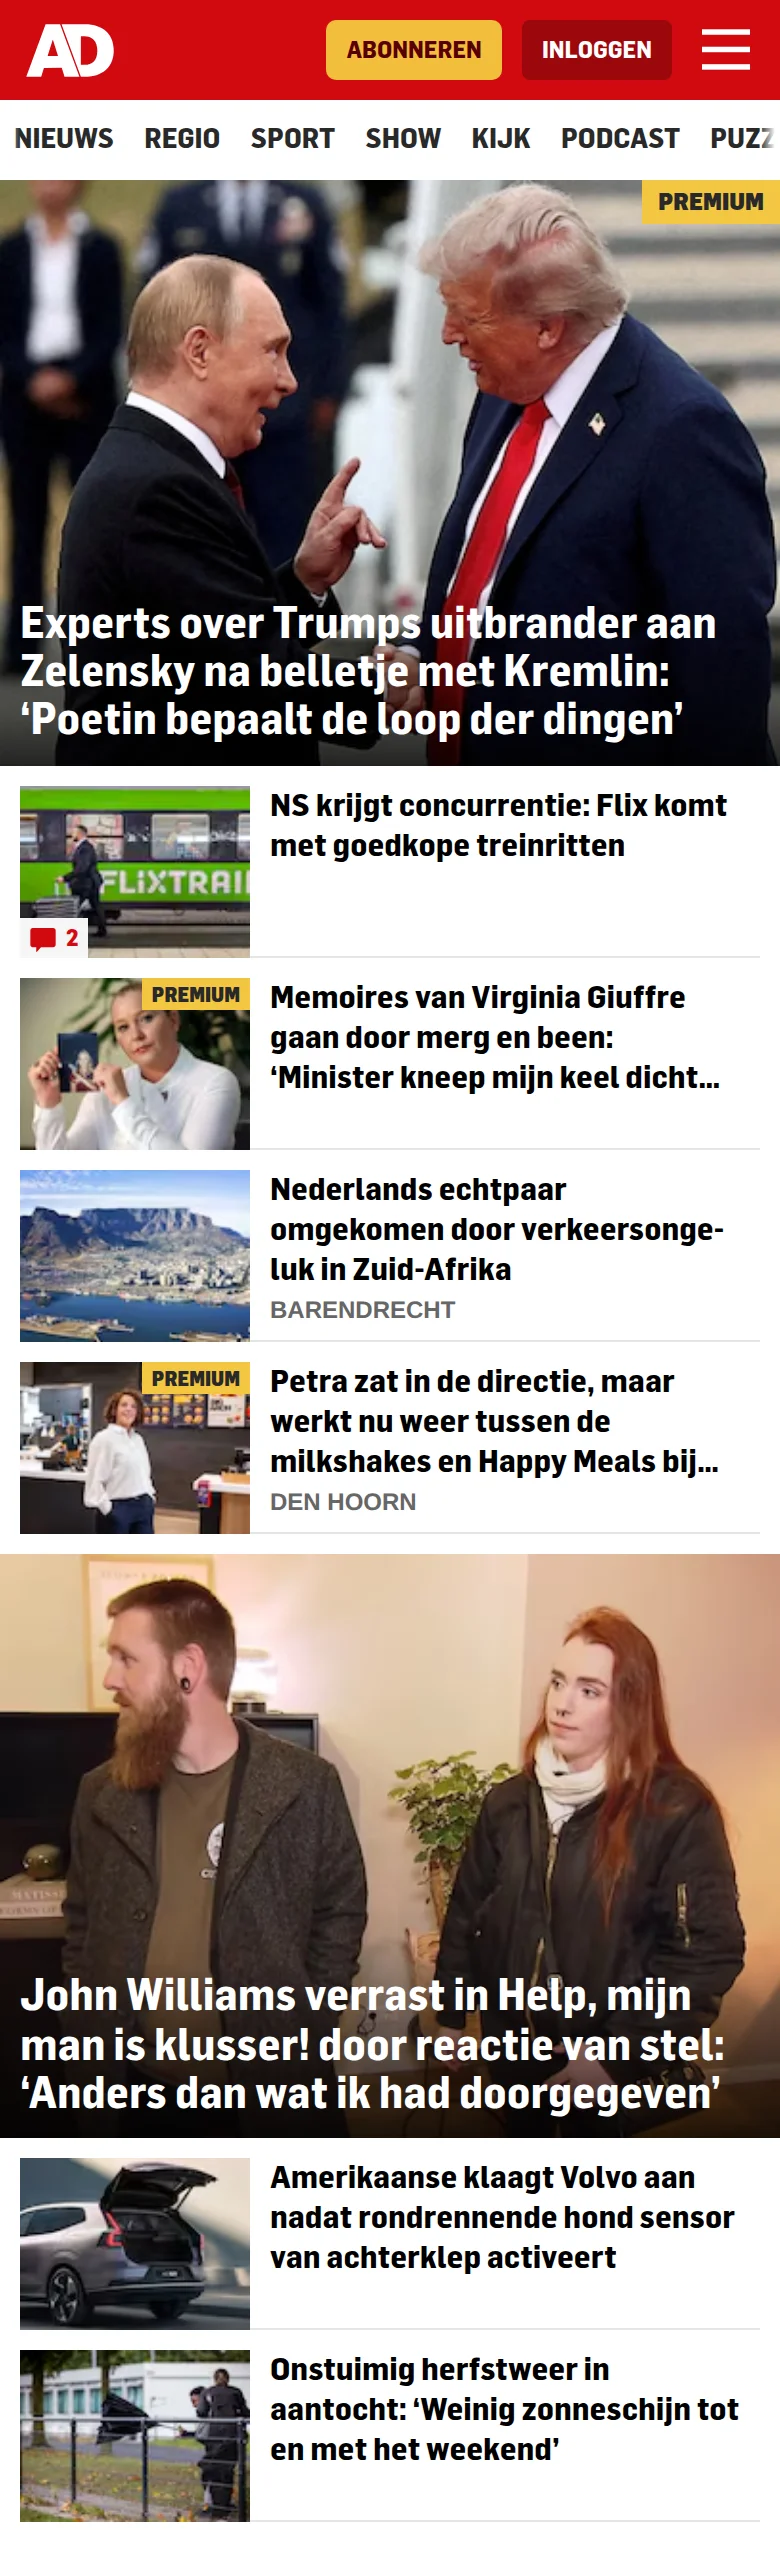 AD
ABONNEREN
INLOGGEN
NIEUWS REGIO SPORT SHOW KIJK PODCAST PUZZ
PREMIUM
Experts over Trumps uitbrander aan
Zelensky na belletje met Kremlin:
‘Poetin bepaalt de loop der dingen’
FLiXTRAI
2
NS krijgt concurrentie: Flix komt
met goedkope treinritten
PREMIUM
Memoires van Virginia Giuffre
gaan door merg en been:
‘Minister kneep mijn keel dicht...
Nederlands echtpaar
omgekomen door verkeersonge-
luk in Zuid-Afrika
BARENDRECHT
PREMIUM
Petra zat in de directie, maar
werkt nu weer tussen de
milkshakes en Happy Meals bij...
DEN HOORN
MATISSE
John Williams verrast in Help, mijn
man is klusser! door reactie van stel:
‘Anders dan wat ik had doorgegeven’
Amerikaanse klaagt Volvo aan
nadat rondrennende hond sensor
van achterklep activeert
Onstuimig herfstweer in
aantocht: ‘Weinig zonneschijn tot
en met het weekend’